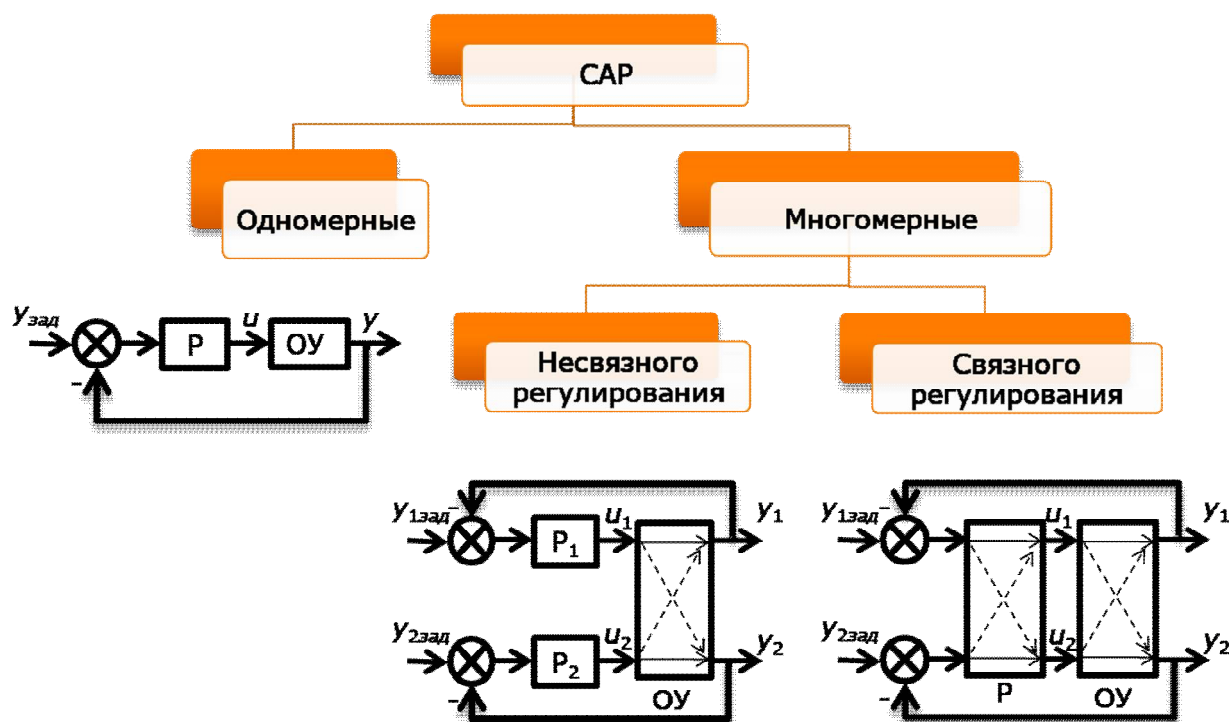 САР
Одномерные
Многомерные
Несвязного
регулирования
Связного
регулирования
yзад
-
Р
u
ОУ
y
y1зад
-
Р1
u1
y1
y2зад
-
Р2
u2
y2
ОУ
y1зад
-
u1
y1
y2зад
-
u2
y2
Р
ОУ